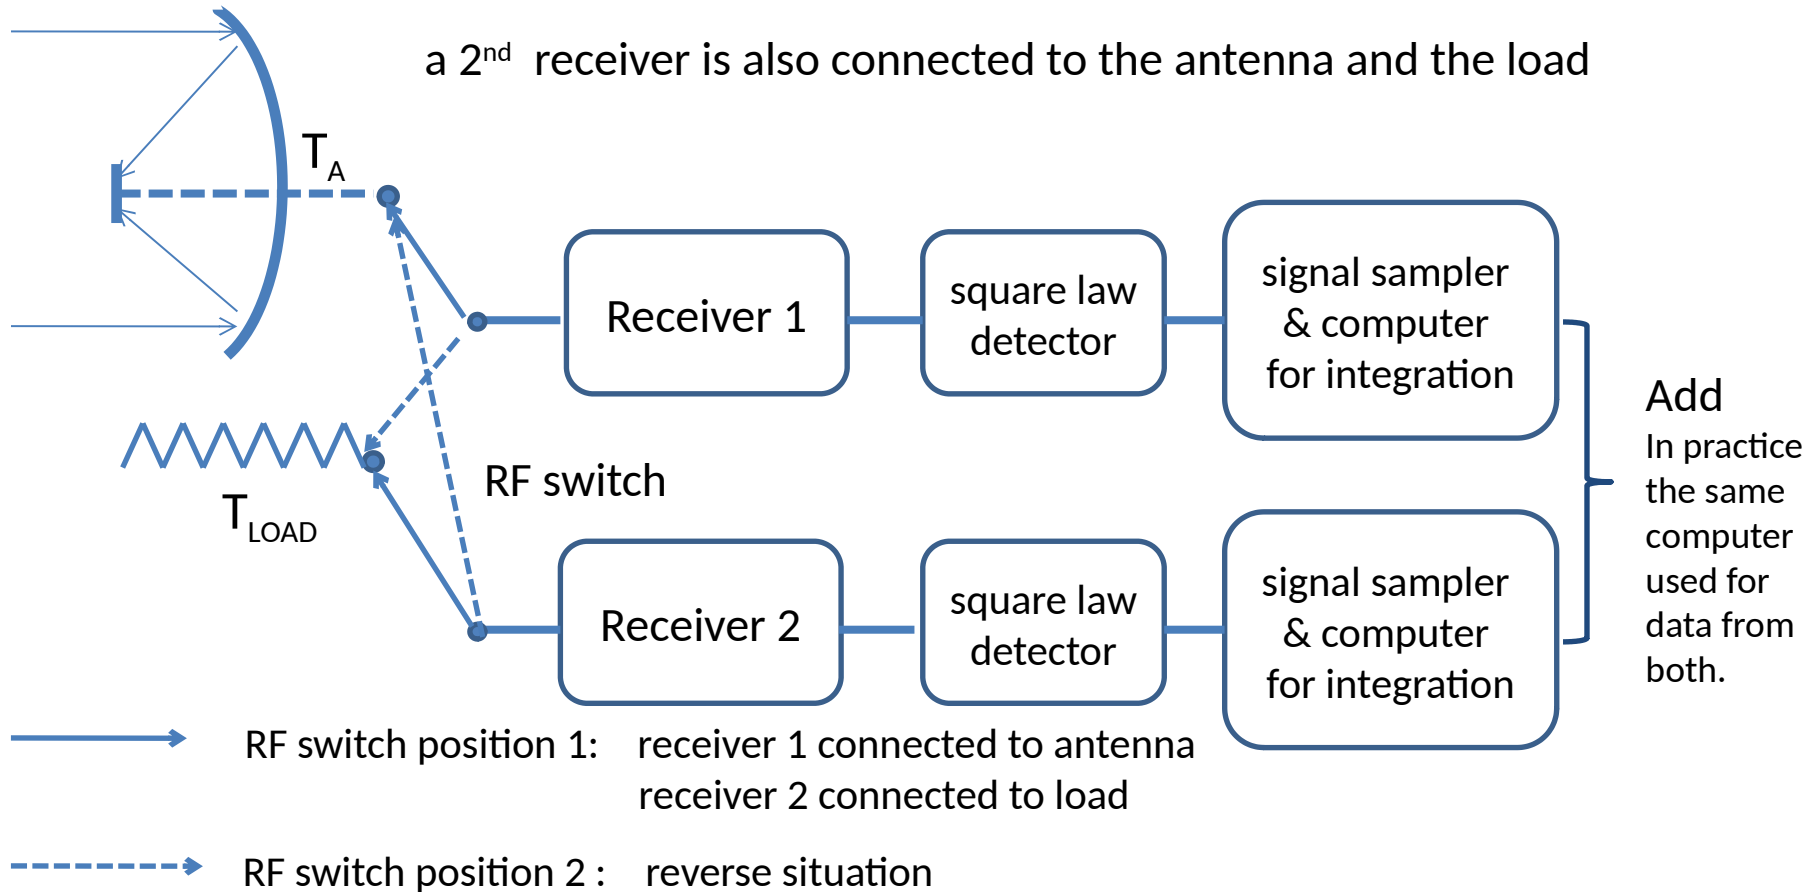 a 2nd receiver is also connected to the antenna and the load
TA
Receiver 1
square law
detector
signal sampler
& computer
for integration
Add
In practice
the same
computer
used for
data from
both.
TLOAD
RF switch
Receiver 2
square law
detector
signal sampler
& computer
for integration
RF switch position 1: receiver 1 connected to antenna
receiver 2 connected to load
RF switch position 2 : reverse situation